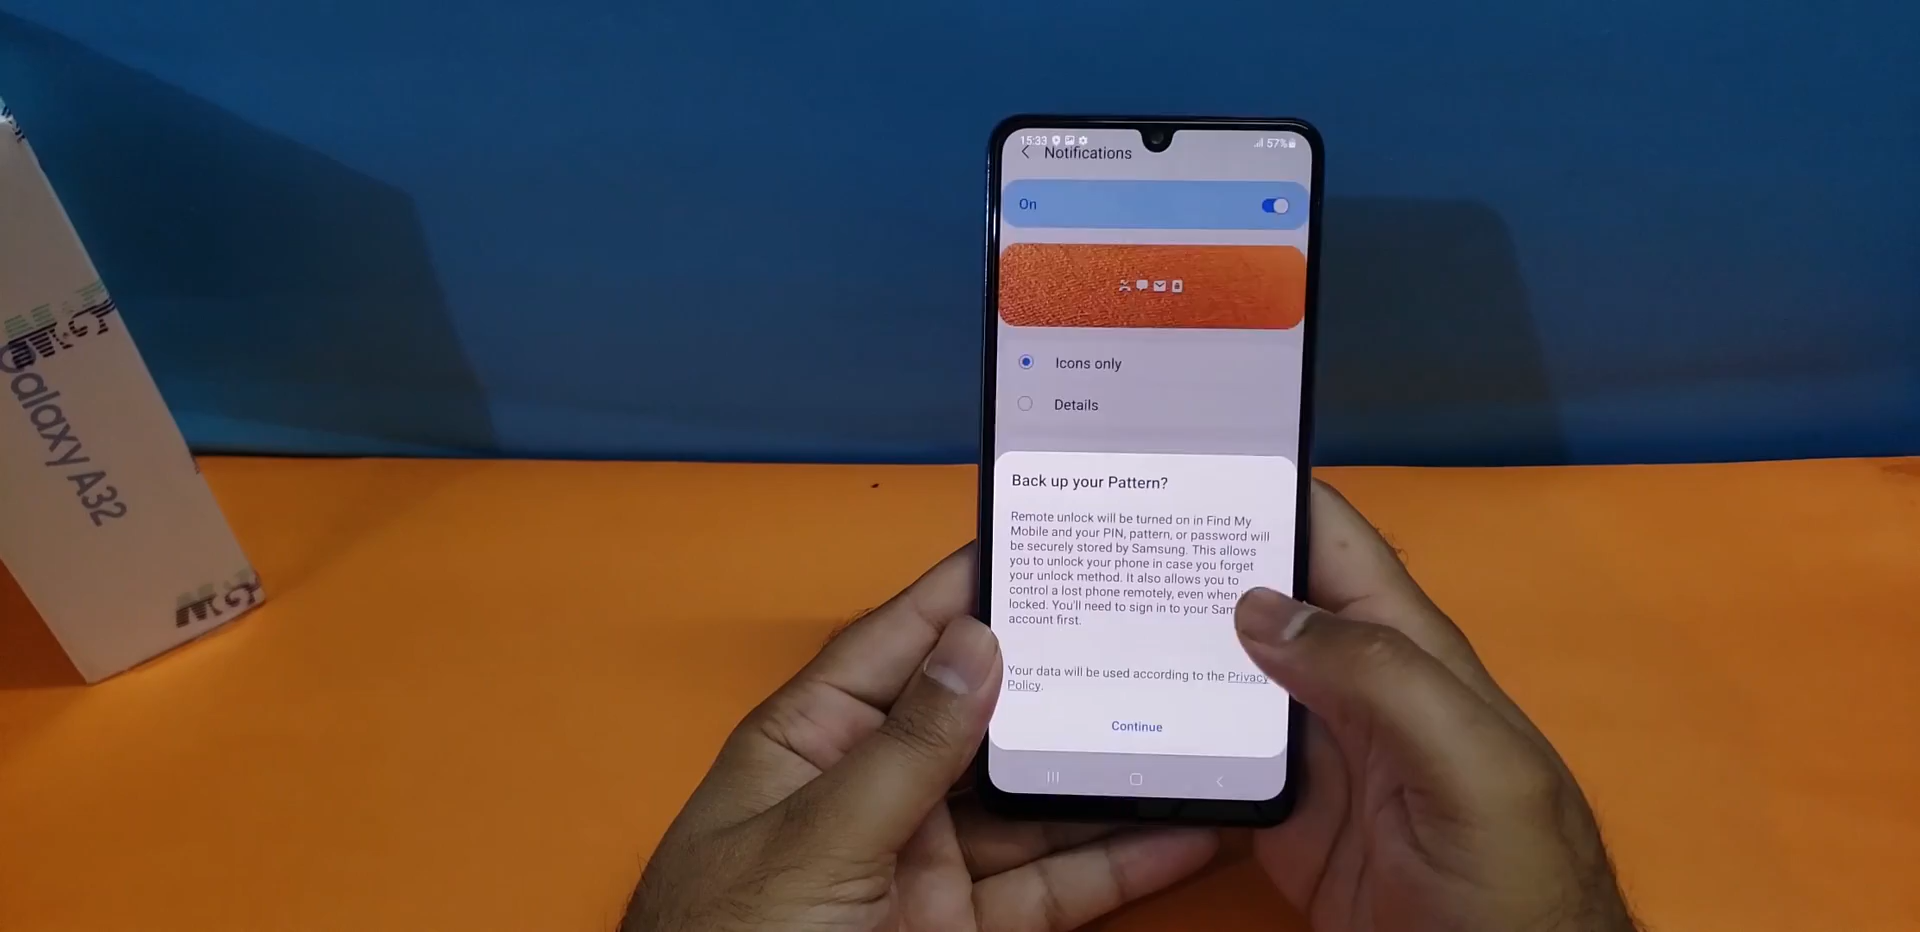 15:33
57%
Notifications
On
Icons only
Details
Back up your Pattern?
Remote unlock will be turned on in Find My
Mobile and your PIN, pattern, or password will
be securely stored by Samsung. This allows
you to unlock your phone in case you forget
your unlock method. It also allows you to
control a lost phone remotely, even when
locked. You'll need to sign in to your Sam
account first.
Your data will be used according to the Privacy
Policy.
Continue
Galaxy A32